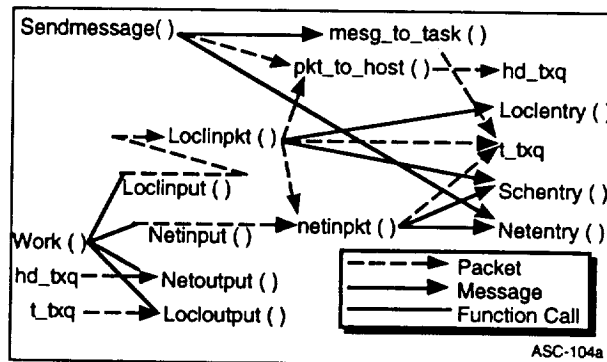 Sendmessage()
mesg_to_task ()
pkt_to_host ()
hd_txq
Loclentry ()
Loclinpkt ()
t_txq
Loclinput ()
Schentry ()
Netinput ()
netinpkt ()
Netentry ()
Work ()
hd_txq
Netoutput ()
t_txq
Locloutput ()
Packet
Message
Function Call
ASC-104a